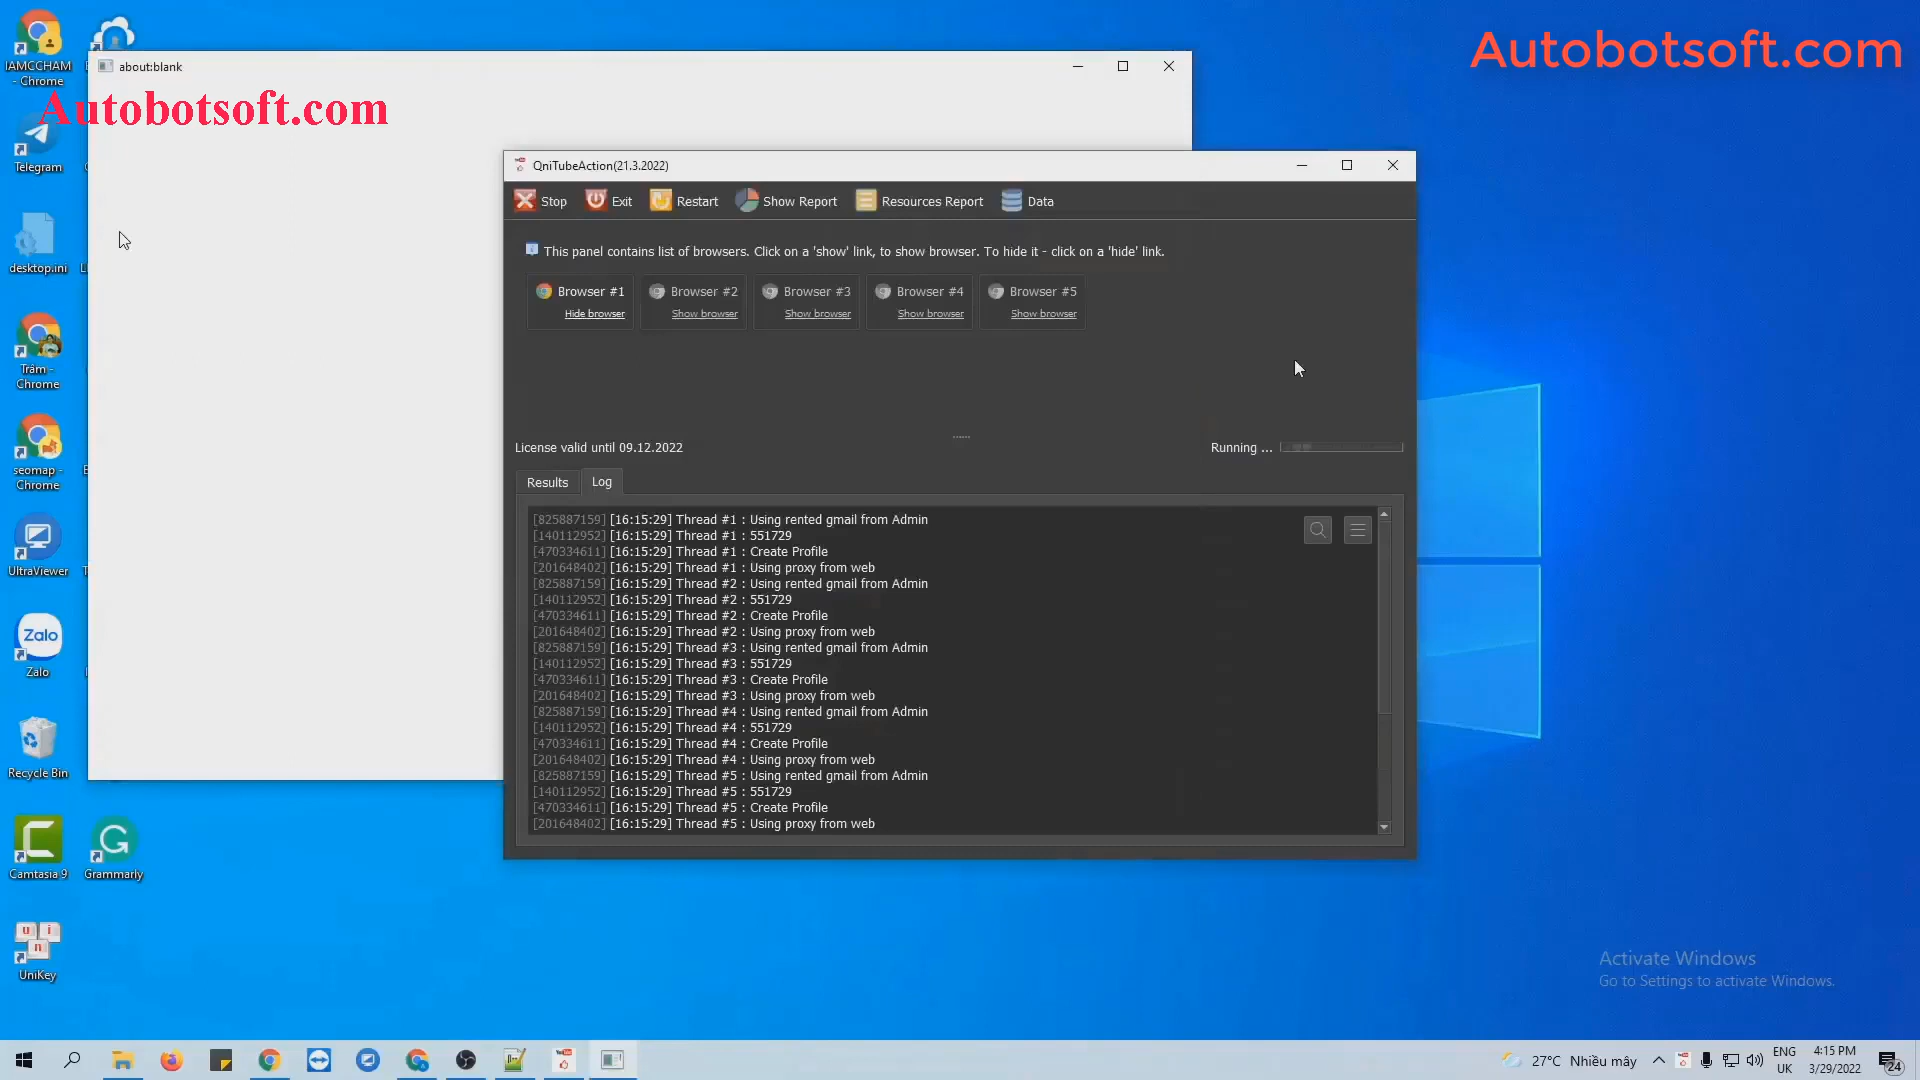 Autobotsoft.com
IAMCCHAM
- Chrome
about:blank
Autobotsoft.com
Telegram
desktop.ini
Trâm -
Chrome
seomap -
Chrome
UltraViewer
Zalo
Zalo
Recycle Bin
Camtasia 9
Grammarly
u i
n
UniKey
QniTubeAction(21.3.2022)
Stop Exit Restart Show Report Resources Report Data
This panel contains list of browsers. Click on a 'show' link, to show browser. To hide it - click on a 'hide' link.
Browser #1 Browser #2 Browser #3 Browser #4 Browser #5
Hide browser Show browser Show browser Show browser Show browser
License valid until 09.12.2022
Running ...
Results Log
[825887159] [16:15:29] Thread #1 : Using rented gmail from Admin
[140112952] [16:15:29] Thread #1 : 551729
[470334611] [16:15:29] Thread #1 : Create Profile
[201648402] [16:15:29] Thread #1 : Using proxy from web
[825887159] [16:15:29] Thread #2 : Using rented gmail from Admin
[140112952] [16:15:29] Thread #2 : 551729
[470334611] [16:15:29] Thread #2 : Create Profile
[201648402] [16:15:29] Thread #2 : Using proxy from web
[825887159] [16:15:29] Thread #3 : Using rented gmail from Admin
[140112952] [16:15:29] Thread #3 : 551729
[470334611] [16:15:29] Thread #3 : Create Profile
[201648402] [16:15:29] Thread #3 : Using proxy from web
[825887159] [16:15:29] Thread #4 : Using rented gmail from Admin
[140112952] [16:15:29] Thread #4 : 551729
[470334611] [16:15:29] Thread #4 : Create Profile
[201648402] [16:15:29] Thread #4 : Using proxy from web
[825887159] [16:15:29] Thread #5 : Using rented gmail from Admin
[140112952] [16:15:29] Thread #5 : 551729
[470334611] [16:15:29] Thread #5 : Create Profile
[201648402] [16:15:29] Thread #5 : Using proxy from web
Activate Windows
Go to Settings to activate Windows.
27°C Nhiều mây
ENG
UK
4:15 PM
3/29/2022
24